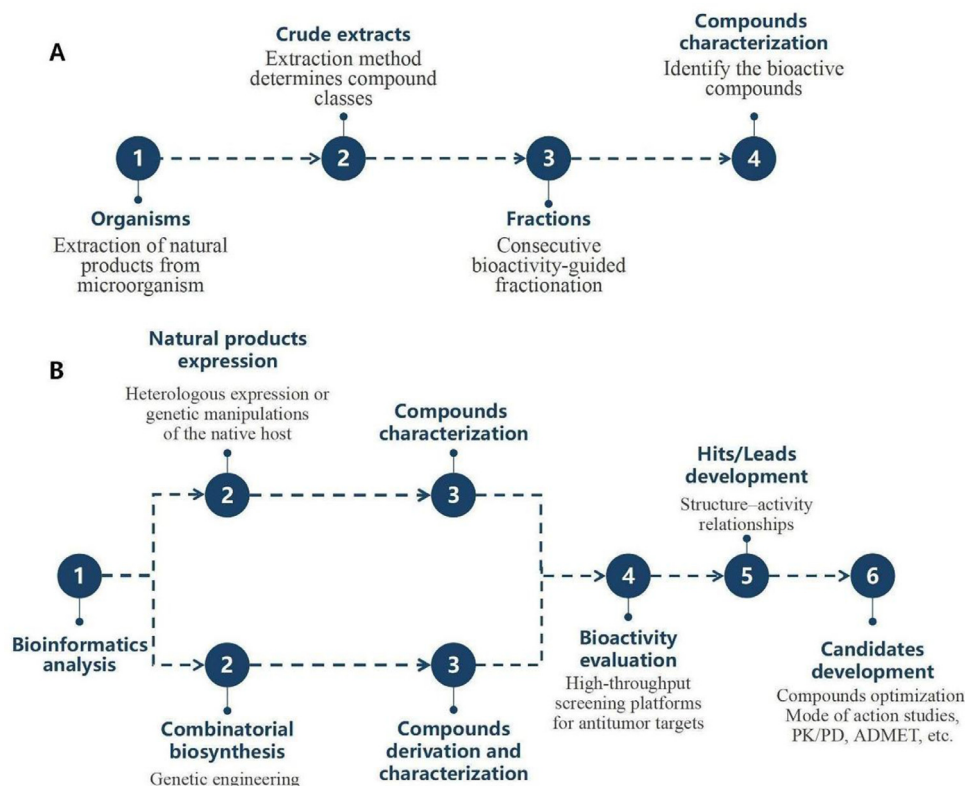 A
Crude extracts
Extraction method
determines compound
classes
Compounds
characterization
Identify the bioactive
compounds
1
2
3
4
Organisms
Extraction of natural
products from
microorganism
Fractions
Consecutive
bioactivity-guided
fractionation
B
Natural products
expression
Heterologous expression or
genetic manipulations
of the native host
Compounds
characterization
2
3
Hits/Leads
development
Structure–activity
relationships
1
4
5
6
Bioinformatics
analysis
2
3
Combinatorial
biosynthesis
Genetic engineering
Compounds
derivation and
characterization
Bioactivity
evaluation
High-throughput
screening platforms
for antitumor targets
Candidates
development
Compounds optimization
Mode of action studies,
PK/PD, ADMET, etc.